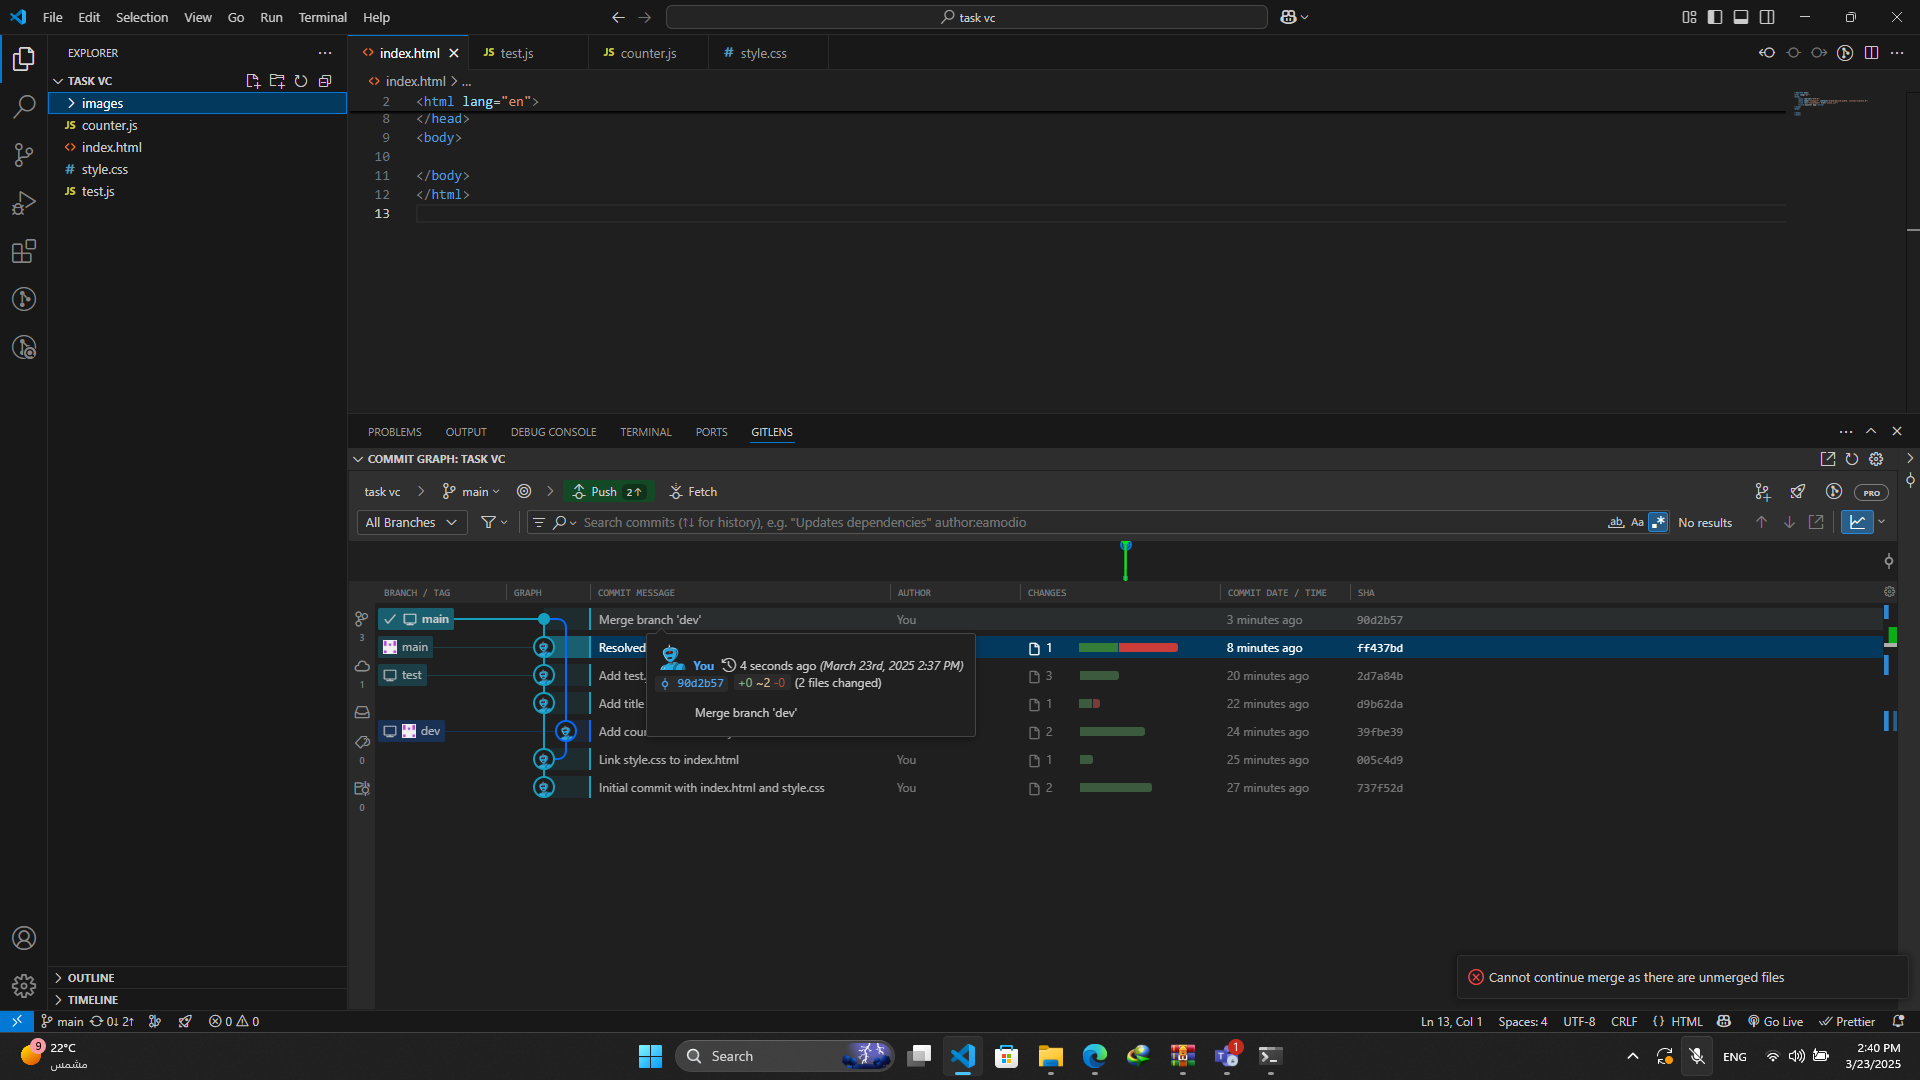 File Edit Selection View Go Run Terminal Help
task vc
EXPLORER
TASK VC
images
JS counter.js
<> index.html
# style.css
JS test.js
OUTLINE
TIMELINE
<> index.html
JS test.js
JS counter.js
# style.css
<> index.html > ...
2 <html lang="en">
8 </head>
9 <body>
10
11 </body>
12 </html>
13
PROBLEMS OUTPUT DEBUG CONSOLE TERMINAL PORTS GITLENS
COMMIT GRAPH: TASK VC
task vc > main > Push 2↑ Fetch PRO
All Branches Search commits (↑↓ for history), e.g. "Updates dependencies" author:eamodio ab Aa .* No results
BRANCH / TAG GRAPH COMMIT MESSAGE AUTHOR CHANGES COMMIT DATE / TIME SHA
main Merge branch 'dev' You 3 minutes ago 90d2b57
main Resolved 1 8 minutes ago ff437bd
test Add test. 3 20 minutes ago 2d7a84b
Add title 1 22 minutes ago d9b62da
dev Add cou 2 24 minutes ago 39fbe39
Link style.css to index.html You 1 25 minutes ago 005c4d9
Initial commit with index.html and style.css You 2 27 minutes ago 737f52d
3
1
0
0
You 4 seconds ago (March 23rd, 2025 2:37 PM)
90d2b57 +0 ~2 -0 (2 files changed)
Merge branch 'dev'
Cannot continue merge as there are unmerged files
main 0↓ 2↑ 0 0
Ln 13, Col 1 Spaces: 4 UTF-8 CRLF {} HTML Go Live Prettier
9
22°C
مشمس
Search
1
ENG
2:40 PM
3/23/2025